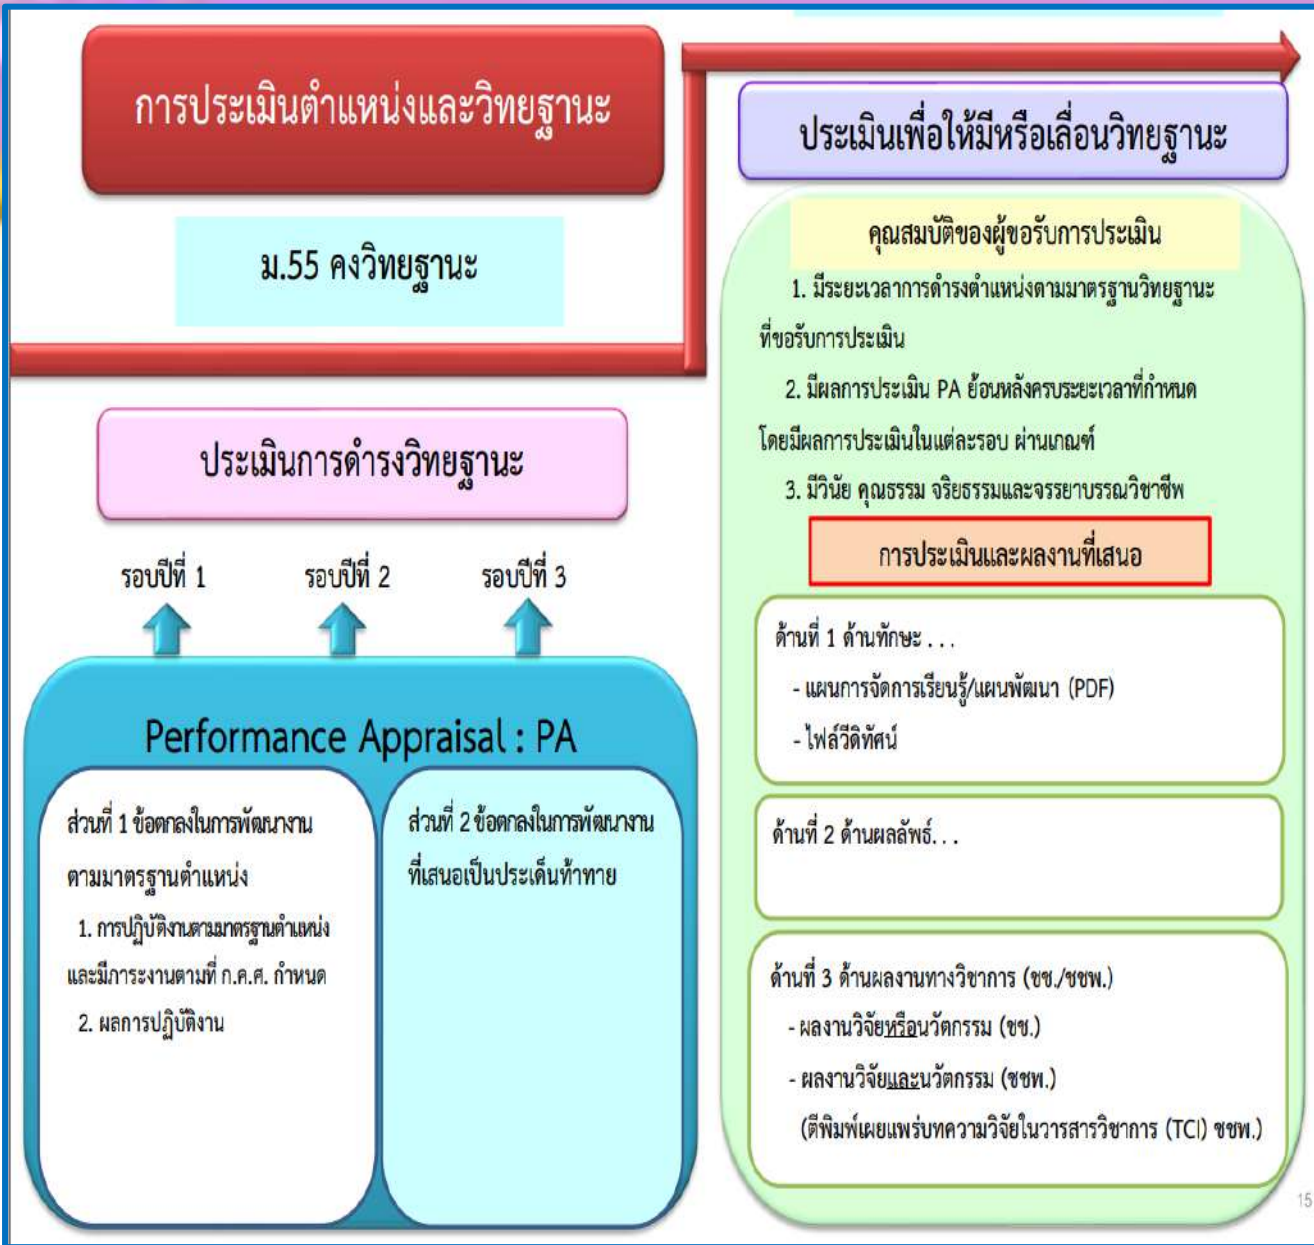 การประเมินตำแหน่งและวิทยฐานะ
ม.55 คงวิทยฐานะ
ประเมินการดำรงวิทยฐานะ
รอบปีที่ 1
รอบปีที่ 2
รอบปีที่ 3
Performance Appraisal : PA
ส่วนที่ 1 ข้อตกลงในการพัฒนางาน
ตามมาตรฐานตำแหน่ง
1. การปฏิบัติงานตามมาตรฐานตำแหน่ง
และมีภาระงานตามที่ ก.ค.ศ. กำหนด
2. ผลการปฏิบัติงาน
ส่วนที่ 2 ข้อตกลงในการพัฒนางาน
ที่เสนอเป็นประเด็นท้าทาย
ประเมินเพื่อให้มีหรือเลื่อนวิทยฐานะ
คุณสมบัติของผู้ขอรับการประเมิน
1. มีระยะเวลาการดำรงตำแหน่งตามมาตรฐานวิทยฐานะ
ที่ขอรับการประเมิน
2. มีผลการประเมิน PA ย้อนหลังครบระยะเวลาที่กำหนด
โดยมีผลการประเมินในแต่ละรอบ ผ่านเกณฑ์
3. มีวินัย คุณธรรม จริยธรรมและจรรยาบรรณวิชาชีพ
การประเมินและผลงานที่เสนอ
ด้านที่ 1 ด้านทักษะ . . .
- แผนการจัดการเรียนรู้/แผนพัฒนา (PDF)
- ไฟล์วีดิทัศน์
ด้านที่ 2 ด้านผลลัพธ์. . .
ด้านที่ 3 ด้านผลงานทางวิชาการ (ชช./ชชพ.)
- ผลงานวิจัยหรือนวัตกรรม (ชช.)
- ผลงานวิจัยและนวัตกรรม (ชชพ.)
(ตีพิมพ์เผยแพร่บทความวิจัยในวารสารวิชาการ (TCI) ชชพ.)
15